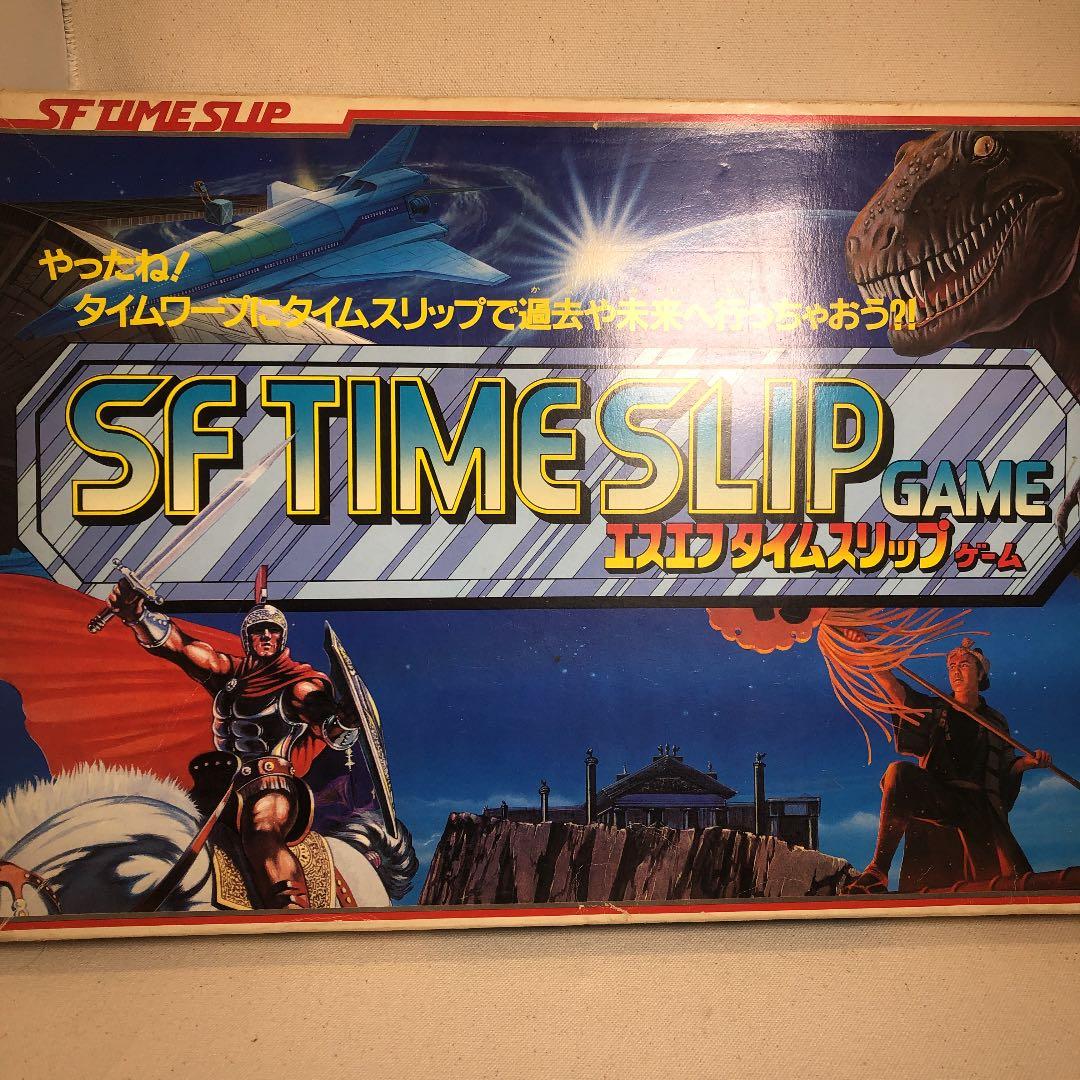 SF TIME SLIP
やったね!
タイムワープにタイムスリップで過去や未来へ行っちゃおう?!
か
SF TIME SLIP GAME
エスエフタイムスリップゲーム